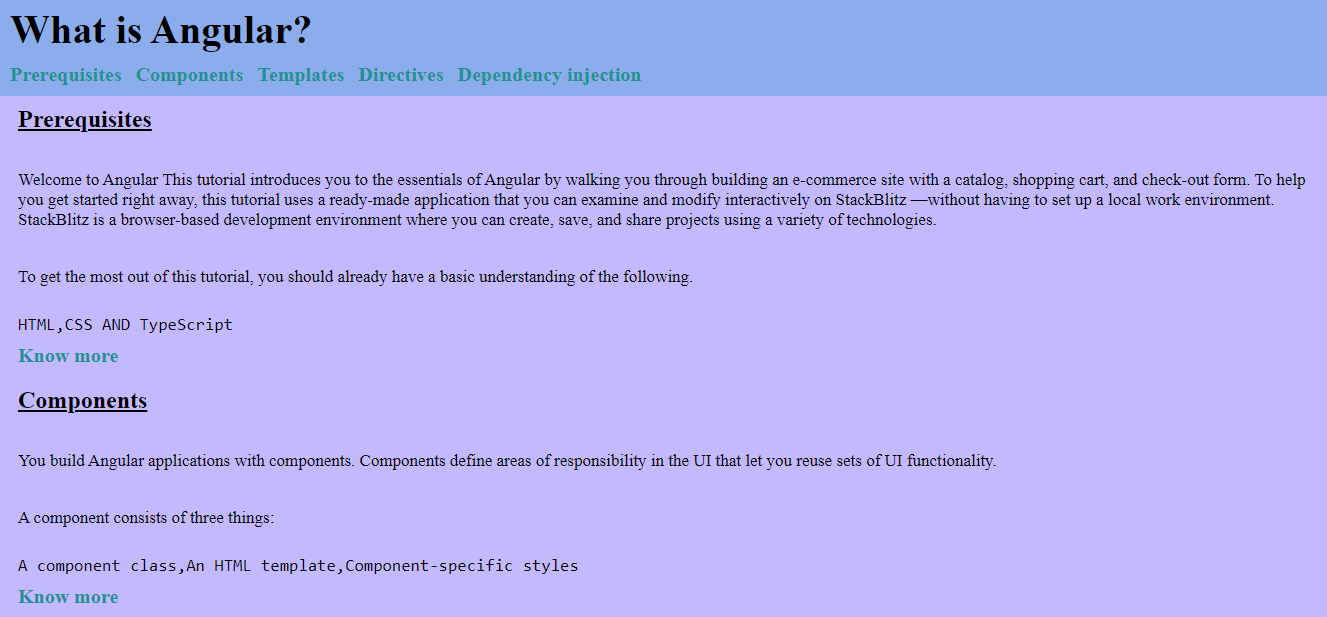 What is Angular?
Prerequisites Components Templates Directives Dependency injection
Prerequisites
Welcome to Angular This tutorial introduces you to the essentials of Angular by walking you through building an e-commerce site with a catalog, shopping cart, and check-out form. To help
you get started right away, this tutorial uses a ready-made application that you can examine and modify interactively on StackBlitz —without having to set up a local work environment.
StackBlitz is a browser-based development environment where you can create, save, and share projects using a variety of technologies.
To get the most out of this tutorial, you should already have a basic understanding of the following.
HTML,CSS AND TypeScript
Know more
Components
You build Angular applications with components. Components define areas of responsibility in the UI that let you reuse sets of UI functionality.
A component consists of three things:
A component class,An HTML template,Component-specific styles
Know more